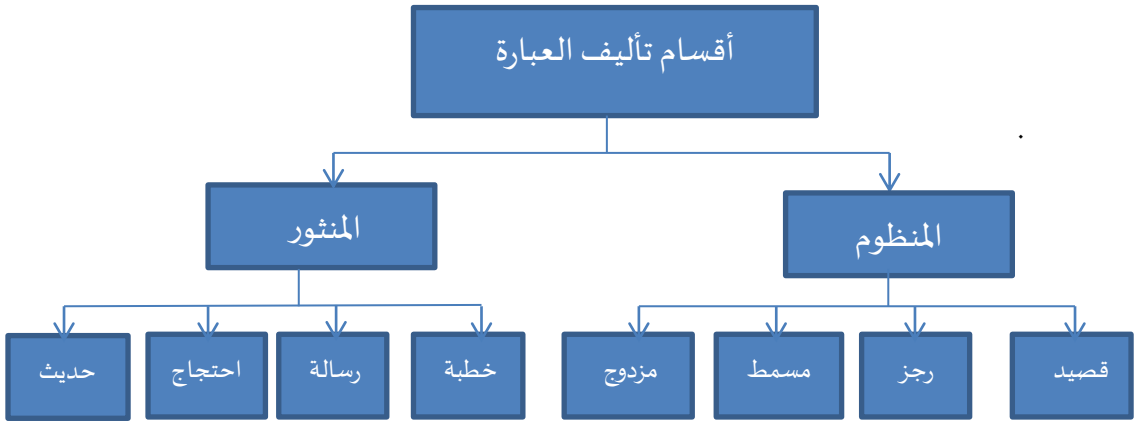 أقسام تأليف العبارة
المنظوم
المنثور
قصيد
رجز
مسمط
مزدوج
خطبة
رسالة
احتجاج
حديث